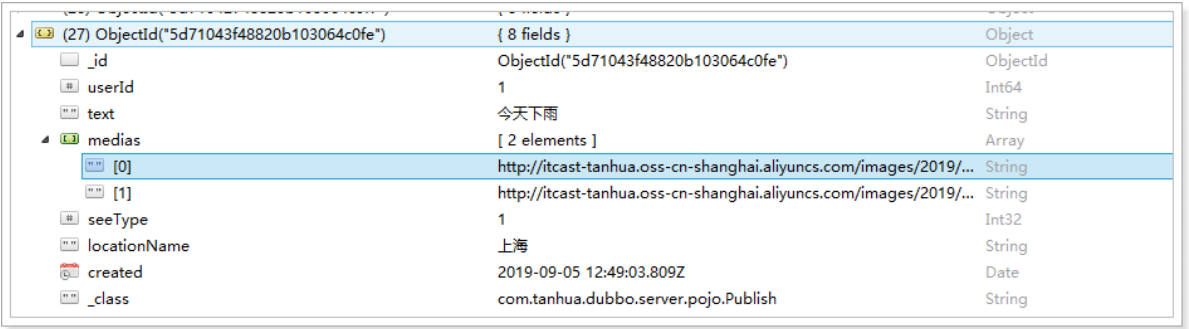 (27) ObjectId("5d71043f48820b103064c0fe") { 8 fields } Object
_id ObjectId("5d71043f48820b103064c0fe") ObjectId
userId 1 Int64
text 今天下雨 String
medias [ 2 elements ] Array
[0] http://itcast-tanhua.oss-cn-shanghai.aliyuncs.com/images/2019/... String
[1] http://itcast-tanhua.oss-cn-shanghai.aliyuncs.com/images/2019/... String
seeType 1 Int32
locationName 上海 String
created 2019-09-05 12:49:03.809Z Date
_class com.tanhua.dubbo.server.pojo.Publish String